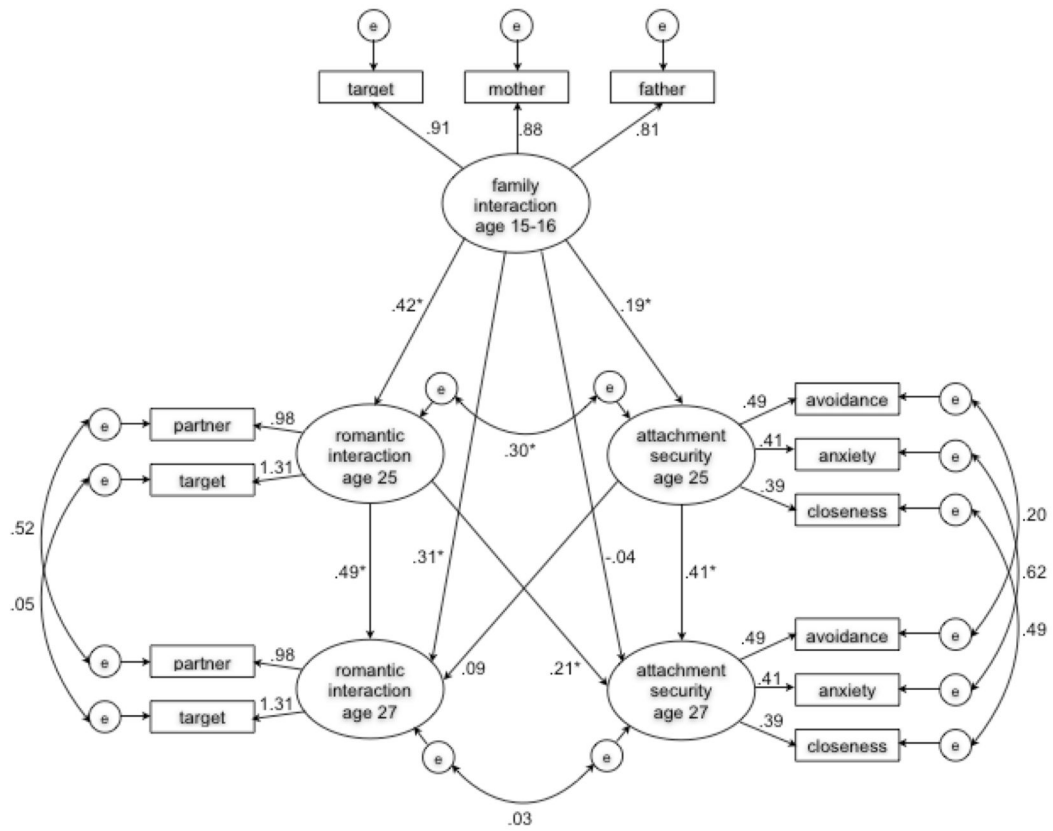 e e e
target mother father
.91 .88 .81
family
interaction
age 15-16
.42* .19*
e e
e partner .98
romantic
interaction
age 25
.30*
attachment
security
age 25
.49 avoidance e
e target 1.31
.41 anxiety e
.39 closeness e
.52 .20
.49* .31* -.04 .41*
.05 .62
.49
e partner .98
romantic
interaction
age 27
.09 .21*
attachment
security
age 27
.49 avoidance e
e target 1.31
.41 anxiety e
.39 closeness e
e e
.03